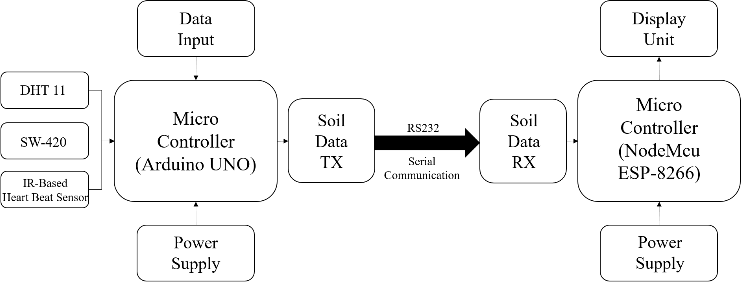 Data
Input
Display
Unit
DHT 11
SW-420
IR-Based
Heart Beat Sensor
Micro
Controller
(Arduino UNO)
Soil
Data
TX
RS232
Serial
Communication
Soil
Data
RX
Micro
Controller
(NodeMcu
ESP-8266)
Power
Supply
Power
Supply